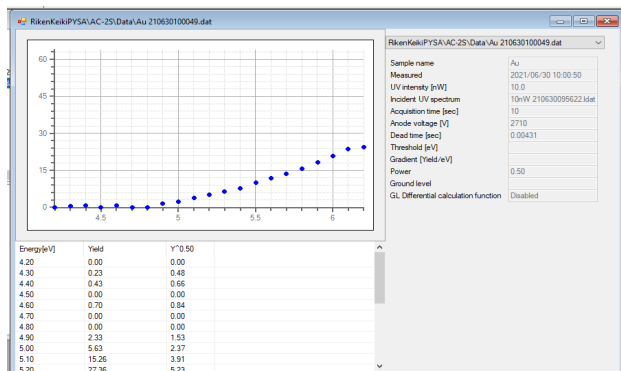 RikenKeikiPYSA\AC-2S\Data\Au 210630100049.dat
60
45
30
15
0
4.5 5 5.5 6
RikenKeikiPYSA\AC-2S\Data\Au 210630100049.dat
Sample name Au
Measured 2021/06/30 10:00:50
UV intensity [nW] 10.0
Incident UV spectrum 10nW 210630095622.ldat
Acquisition time [sec] 10
Anode voltage [V] 2710
Dead time [sec] 0.00431
Threshold [eV]
Gradient [Yield/eV]
Power 0.50
Ground level
GL Differential calculation function Disabled
Energy[eV] Yield Y^0.50
4.20 0.00 0.00
4.30 0.23 0.48
4.40 0.43 0.66
4.50 0.00 0.00
4.60 0.70 0.84
4.70 0.00 0.00
4.80 0.00 0.00
4.90 2.33 1.53
5.00 5.63 2.37
5.10 15.26 3.91
5.20 27.36 5.23